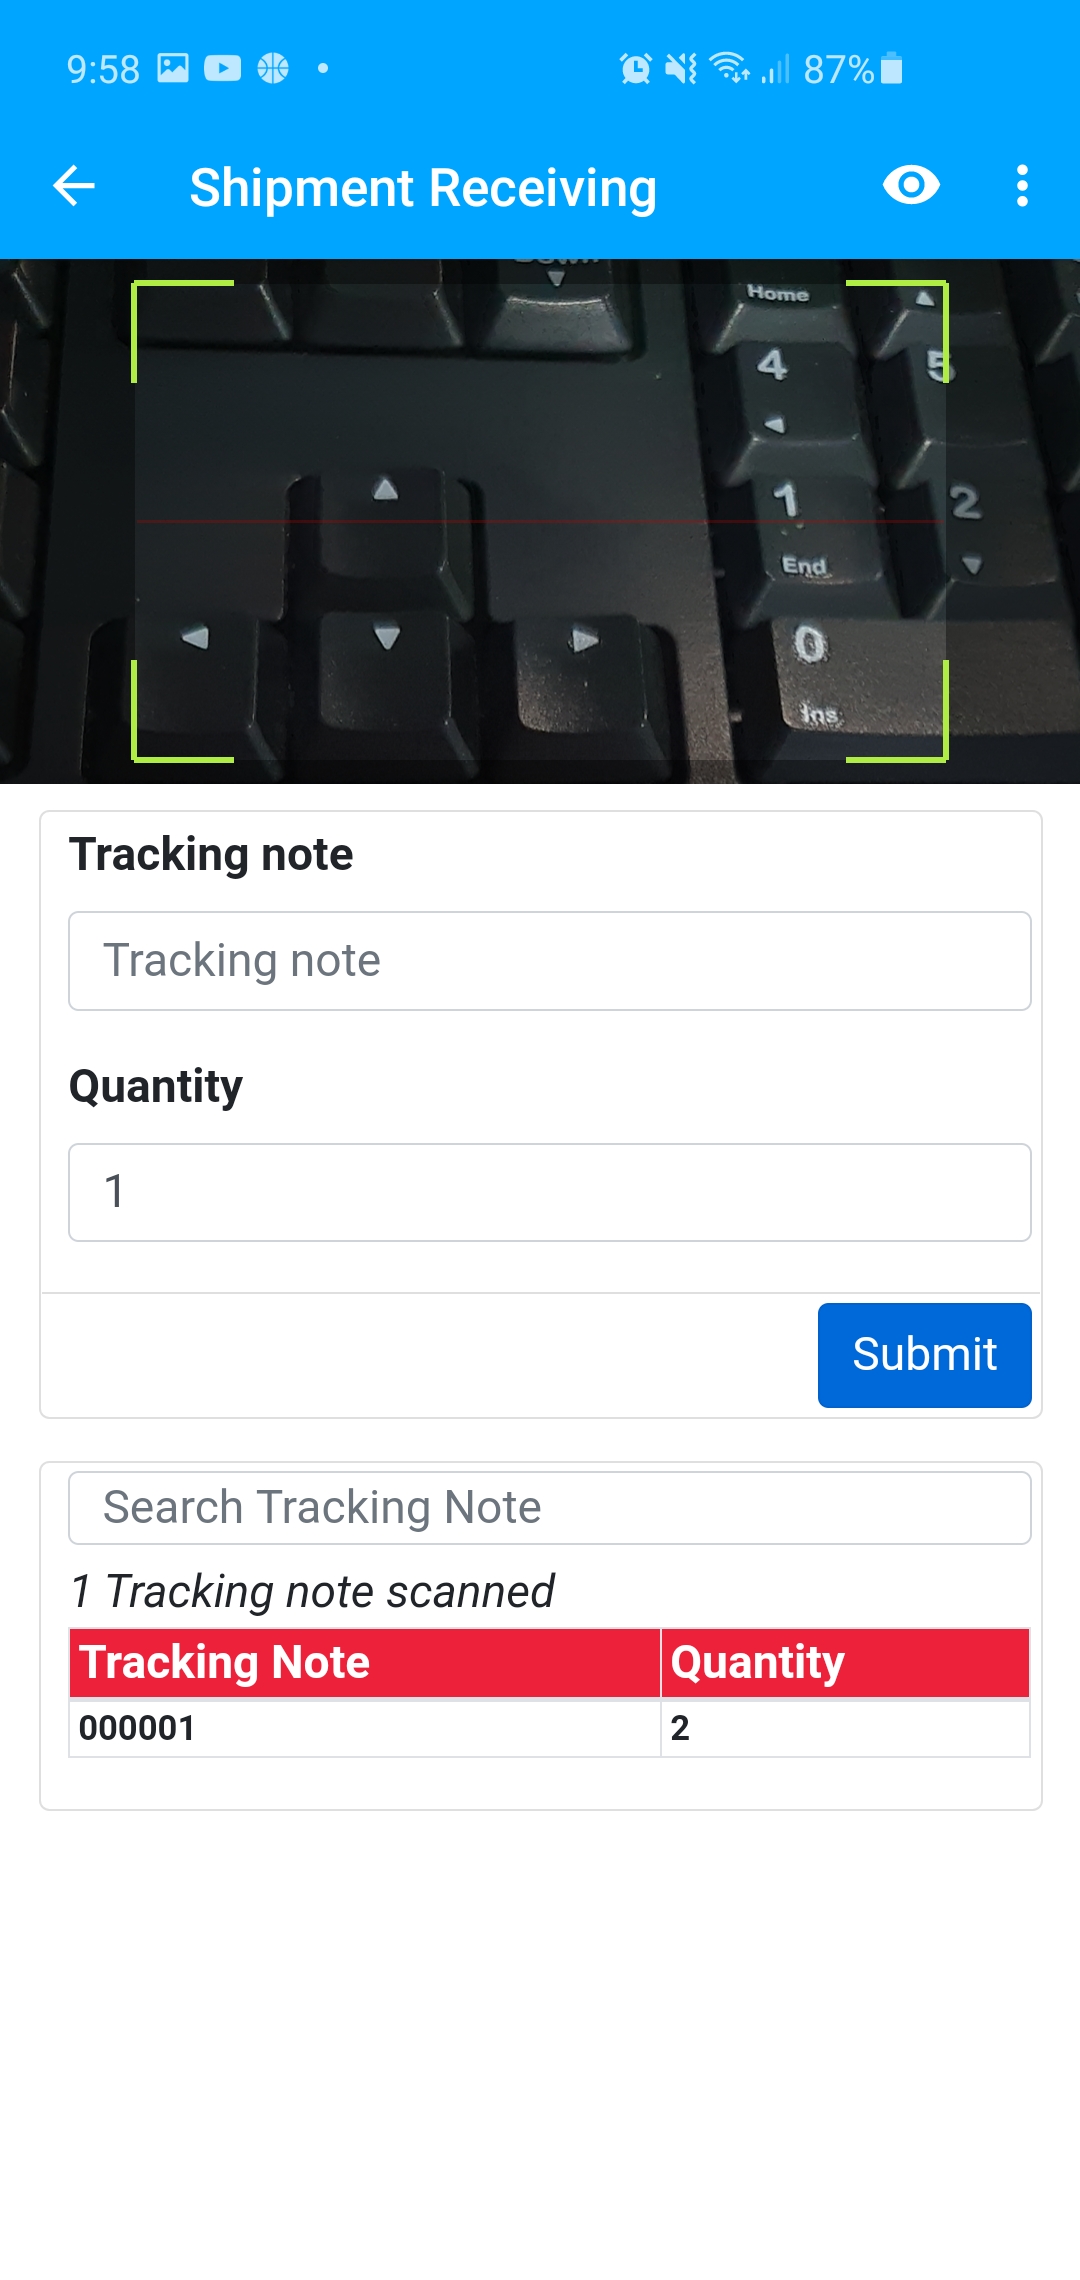 9:58 87%
Shipment Receiving
Home
4 5
1 2
End
0
Ins
Tracking note
Tracking note
Quantity
1
Submit
Search Tracking Note
1 Tracking note scanned
Tracking Note Quantity
000001 2